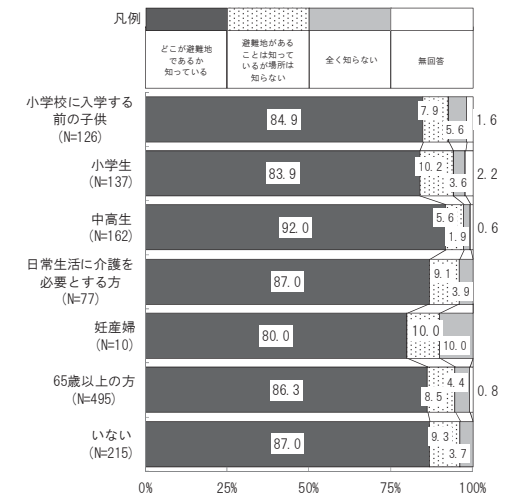 凡例
どこが避難地
であるか
知っている
避難地がある
ことは知って
いるが場所は
知らない
全く知らない
無回答
小学校に入学する
前の子供
(N=126)
84.9
7.9
5.6
1.6
小学生
(N=137)
83.9
10.2
3.6
2.2
中高生
(N=162)
92.0
5.6
1.9
0.6
日常生活に介護を
必要とする方
(N=77)
87.0
9.1
3.9
妊産婦
(N=10)
80.0
10.0
10.0
65歳以上の方
(N=495)
86.3
8.5
4.4
0.8
いない
(N=215)
87.0
9.3
3.7
0%
25%
50%
75%
100%